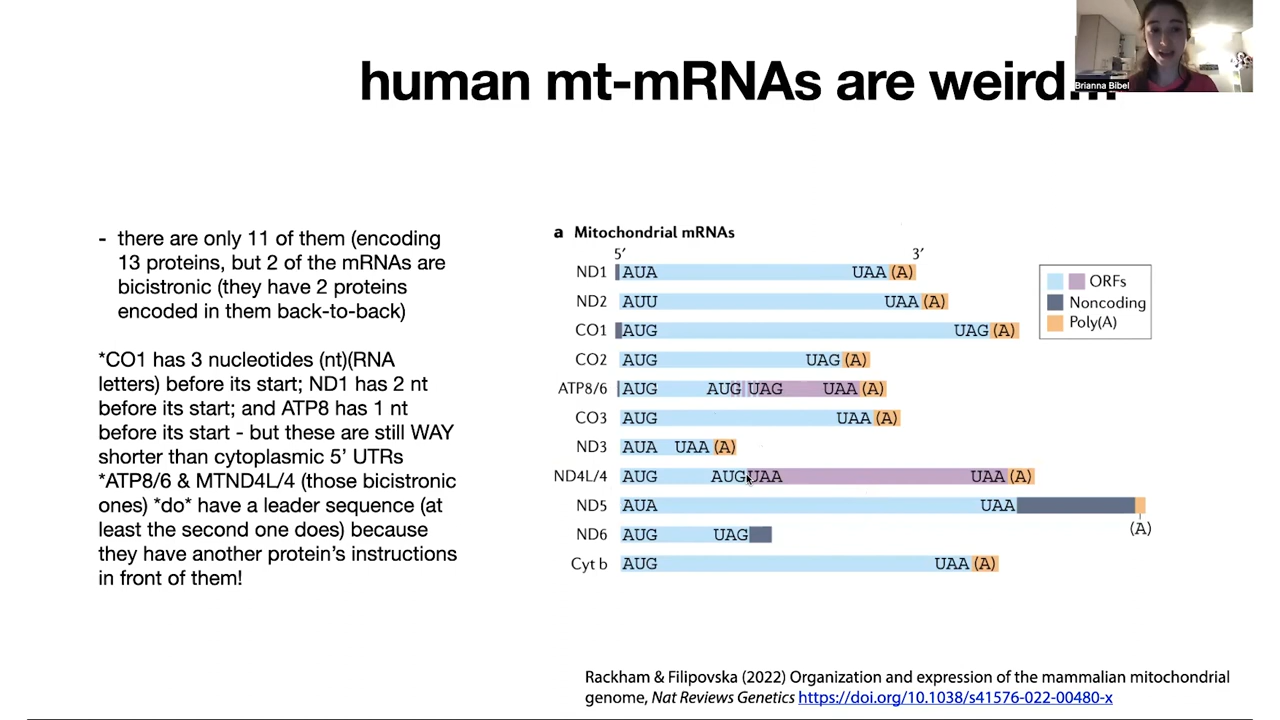 human mt-mRNAs are weird...
Brianna Bibel
- there are only 11 of them (encoding
13 proteins, but 2 of the mRNAs are
bicistronic (they have 2 proteins
encoded in them back-to-back)
*CO1 has 3 nucleotides (nt)(RNA
letters) before its start; ND1 has 2 nt
before its start; and ATP8 has 1 nt
before its start - but these are still WAY
shorter than cytoplasmic 5’ UTRs
*ATP8/6 & MTND4L/4 (those bicistronic
ones) *do* have a leader sequence (at
least the second one does) because
they have another protein’s instructions
in front of them!
a Mitochondrial mRNAs
5′ 3′
ND1 AUA UAA (A)
ND2 AUU UAA (A)
CO1 AUG UAG (A)
CO2 AUG UAG (A)
ATP8/6 AUG AUG UAG UAA (A)
CO3 AUG UAA (A)
ND3 AUA UAA (A)
ND4L/4 AUG AUG UAA UAA (A)
ND5 AUA UAA
(A)
ND6 AUG UAG
Cyt b AUG UAA (A)
ORFs
Noncoding
Poly(A)
Rackham & Filipovska (2022) Organization and expression of the mammalian mitochondrial
genome, Nat Reviews Genetics https://doi.org/10.1038/s41576-022-00480-x